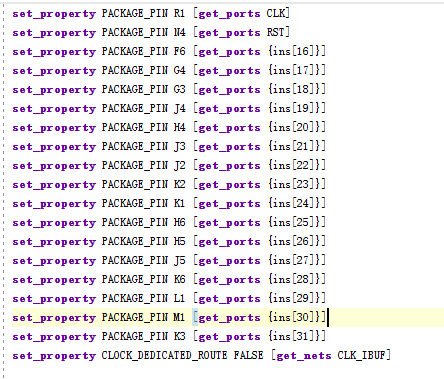 set_property PACKAGE_PIN R1 [get_ports CLK]
set_property PACKAGE_PIN N4 [get_ports RST]
set_property PACKAGE_PIN F6 [get_ports {ins[16]}]
set_property PACKAGE_PIN G4 [get_ports {ins[17]}]
set_property PACKAGE_PIN G3 [get_ports {ins[18]}]
set_property PACKAGE_PIN J4 [get_ports {ins[19]}]
set_property PACKAGE_PIN H4 [get_ports {ins[20]}]
set_property PACKAGE_PIN J3 [get_ports {ins[21]}]
set_property PACKAGE_PIN J2 [get_ports {ins[22]}]
set_property PACKAGE_PIN K2 [get_ports {ins[23]}]
set_property PACKAGE_PIN K1 [get_ports {ins[24]}]
set_property PACKAGE_PIN H6 [get_ports {ins[25]}]
set_property PACKAGE_PIN H5 [get_ports {ins[26]}]
set_property PACKAGE_PIN J5 [get_ports {ins[27]}]
set_property PACKAGE_PIN K6 [get_ports {ins[28]}]
set_property PACKAGE_PIN L1 [get_ports {ins[29]}]
set_property PACKAGE_PIN M1 [get_ports {ins[30]}]
set_property PACKAGE_PIN K3 [get_ports {ins[31]}]
set_property CLOCK_DEDICATED_ROUTE FALSE [get_nets CLK_IBUF]